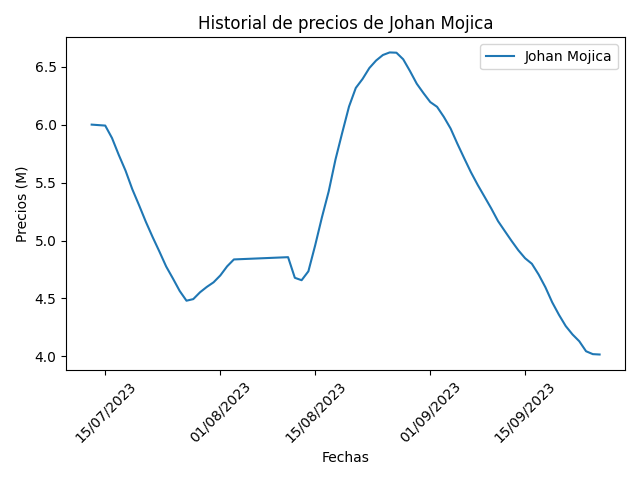 Historial de precios de Johan Mojica
Johan Mojica
Precios (M)
6.5
6.0
5.5
5.0
4.5
4.0
15/07/2023
01/08/2023
15/08/2023
01/09/2023
15/09/2023
Fechas